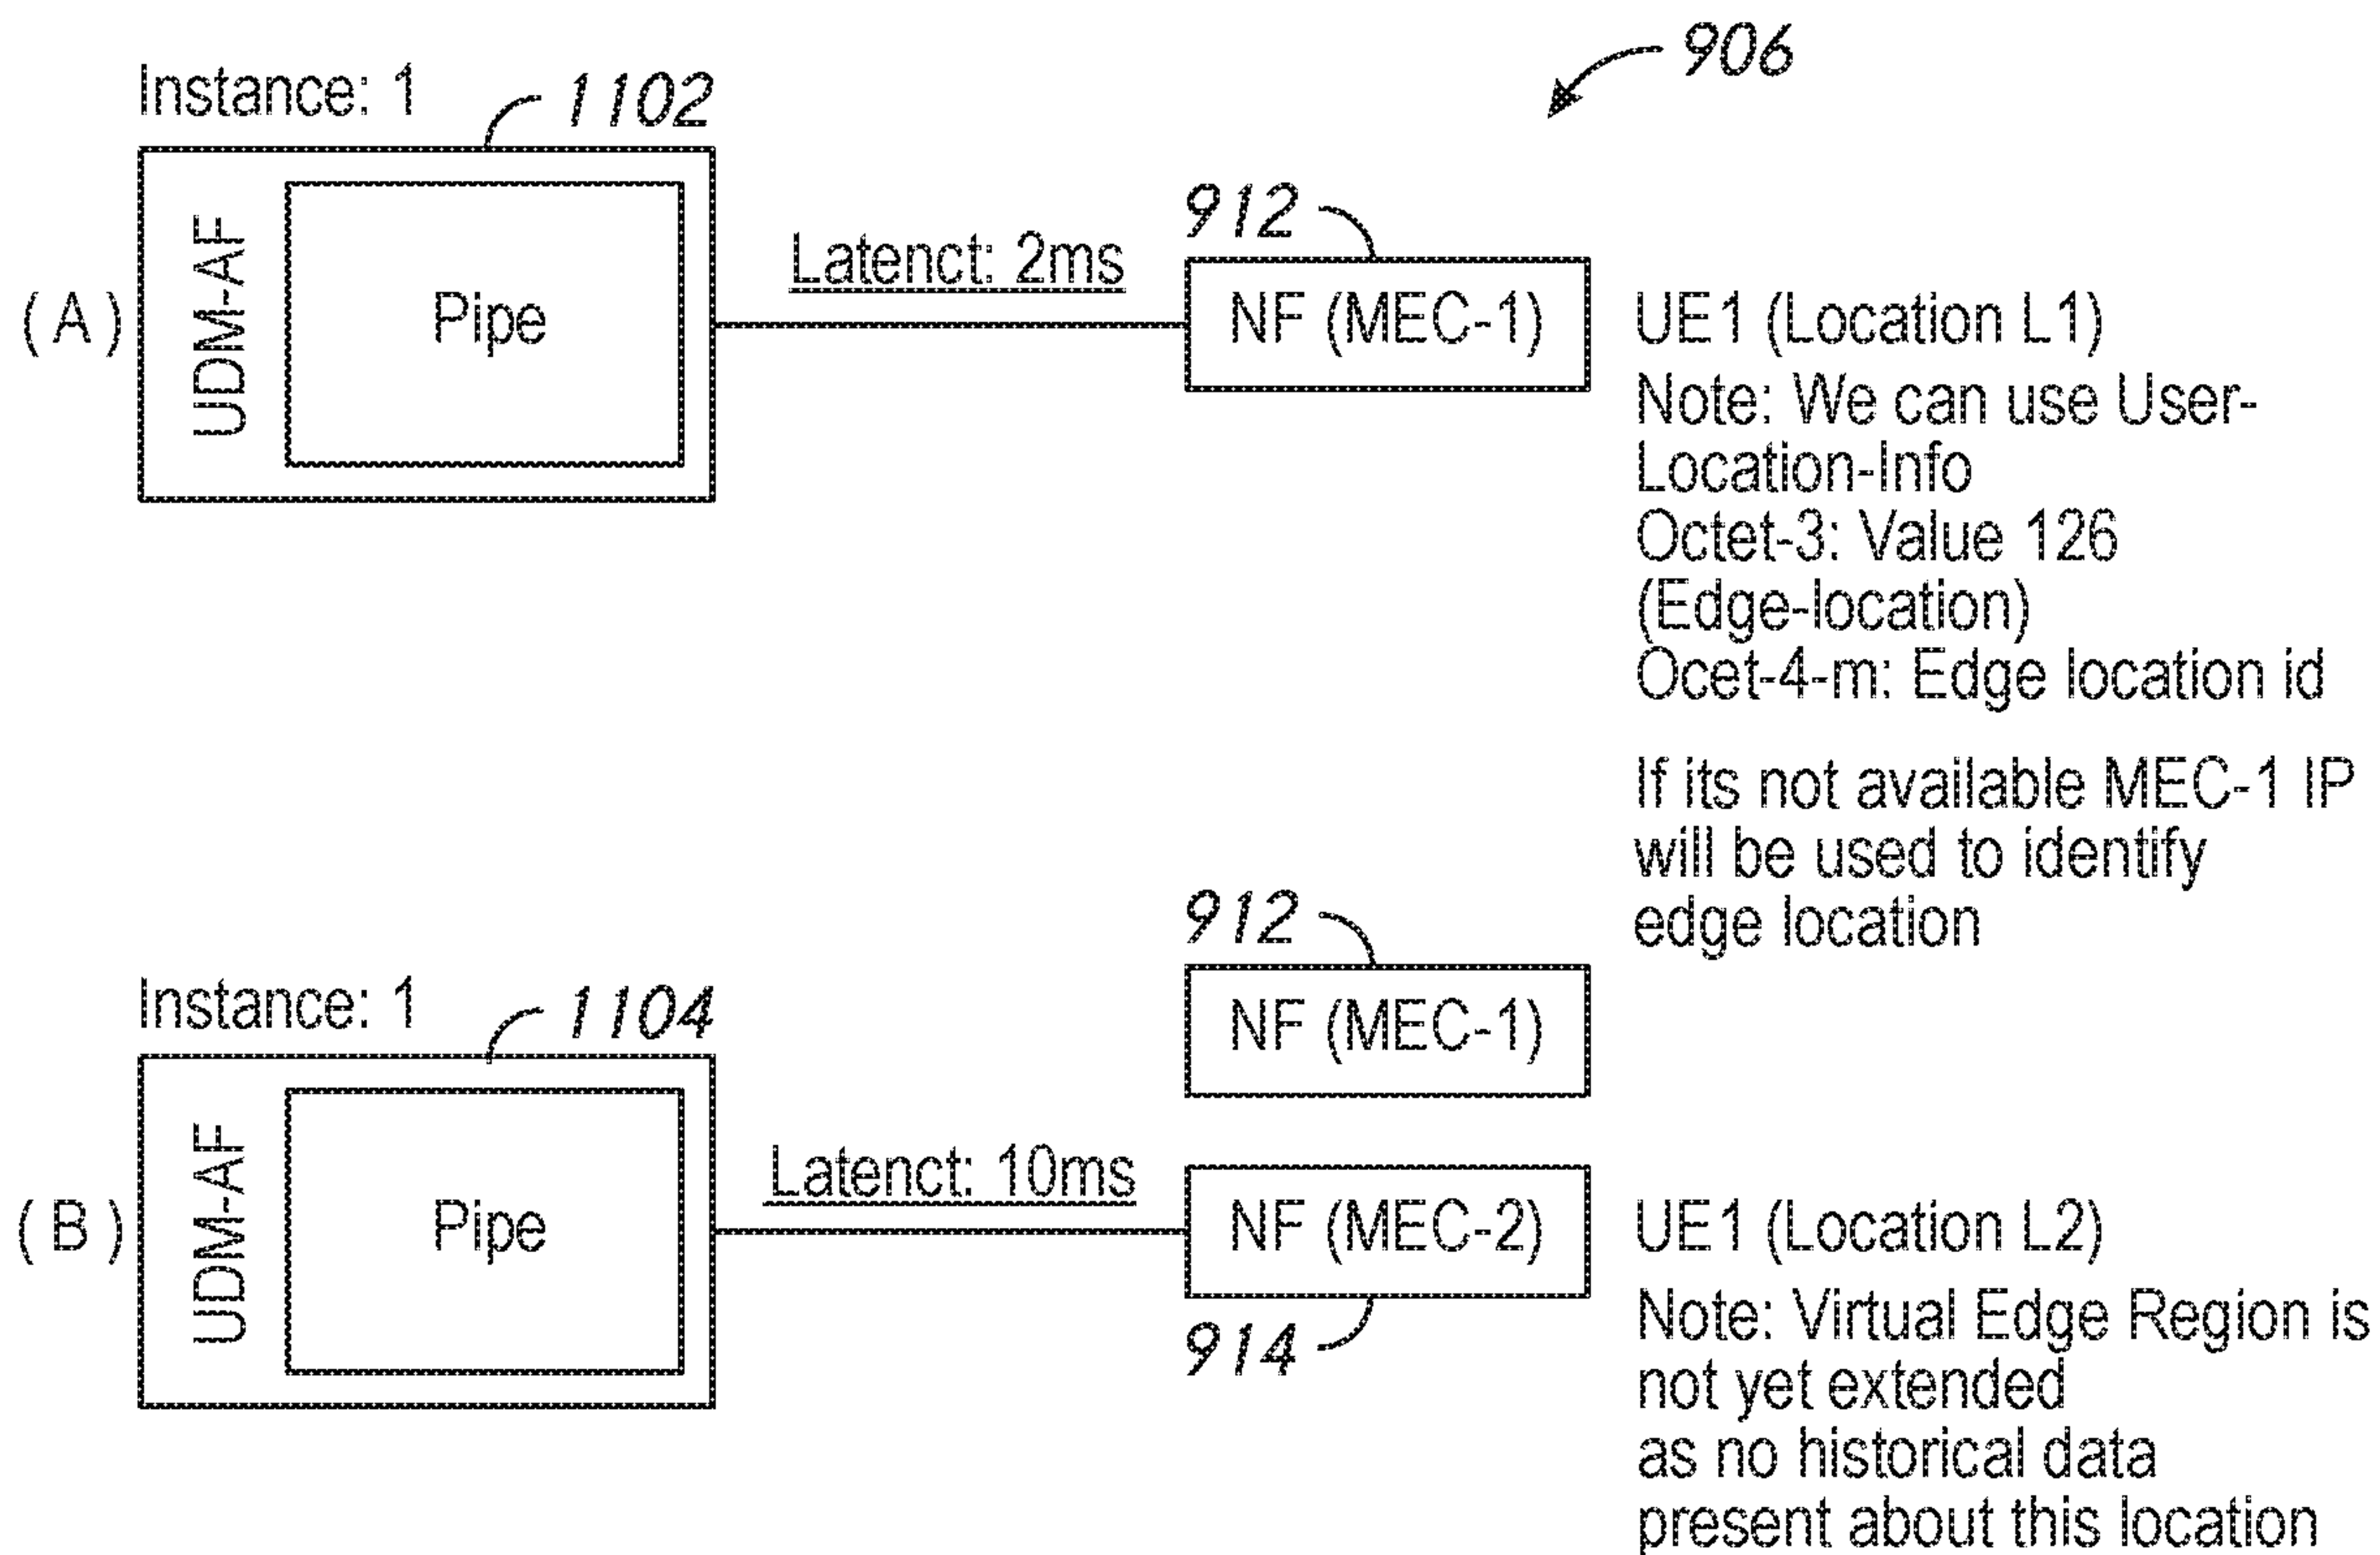 906
Instance: 1
1102
(A)
UDM-AF
Pipe
Latenct: 2ms
912
NF (MEC-1)
UE1 (Location L1)
Note: We can use User-
Location-Info
Octet-3: Value 126
(Edge-location)
Ocet-4-m: Edge location id
If its not available MEC-1 IP
will be used to identify
edge location
Instance: 1
1104
(B)
UDM-AF
Pipe
Latenct: 10ms
912
NF (MEC-1)
NF (MEC-2)
914
UE1 (Location L2)
Note: Virtual Edge Region is
not yet extended
as no historical data
present about this location